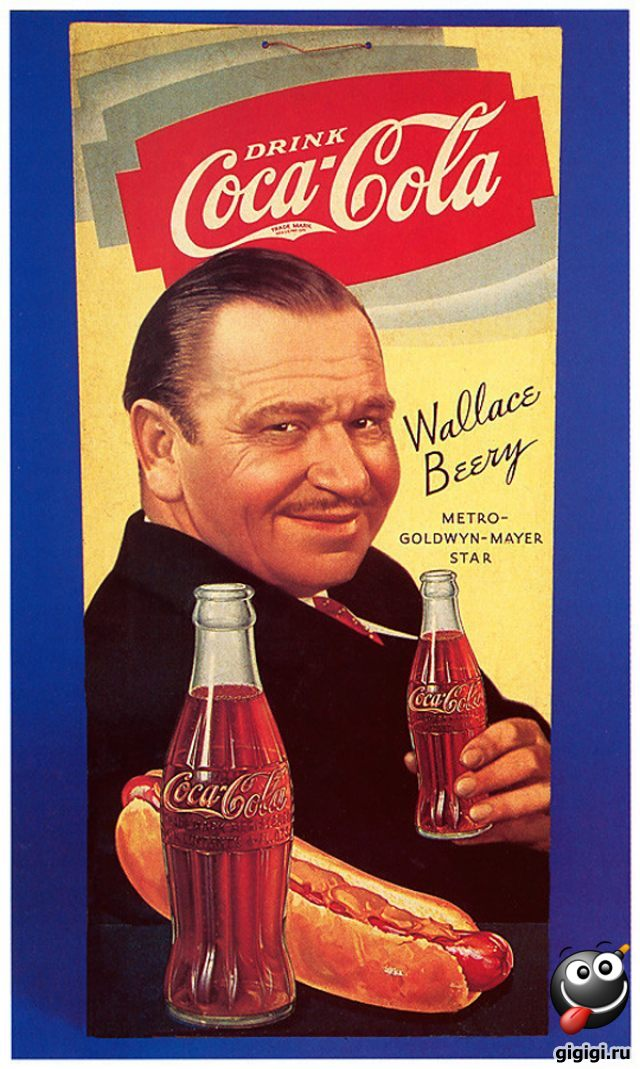 DRINK
Coca-Cola
TRADE MARK
Wallace
Beery
METRO-
GOLDWYN-MAYER
STAR
Coca-Cola
Coca-Cola
gigigi.ru